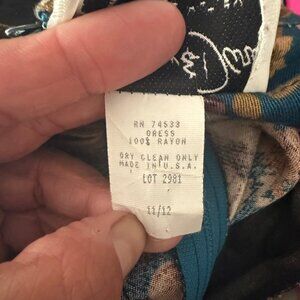 RN 74533
DRESS
100% RAYON
DRY CLEAN ONLY
MADE IN U.S.A.
LOT 2981
11/12